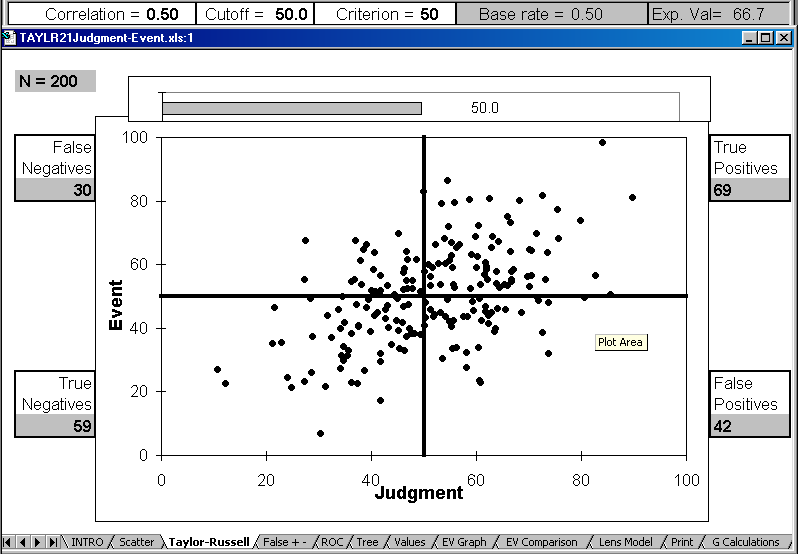 Correlation = 0.50 Cutoff = 50.0 Criterion = 50 Base rate = 0.50 Exp. Val= 66.7
TAYLR21Judgment-Event.xls:1
N = 200
50.0
False
Negatives
30
True
Positives
69
100
80
60
40
20
0
Event
Plot Area
True
Negatives
59
False
Positives
42
0 20 40 60 80 100
Judgment
INTRO Scatter Taylor-Russell False + - ROC Tree Values EV Graph EV Comparison Lens Model Print G Calculations